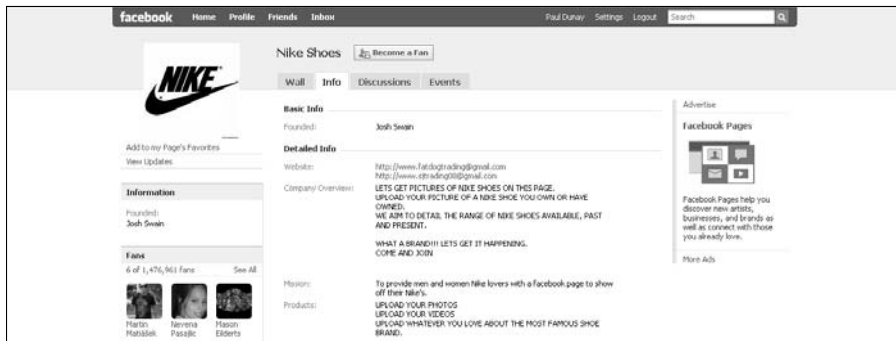 facebook Home Profile Friends Inbox Paul Dunay Settings Logout Search
NIKE
Nike Shoes Become a Fan
Wall Info Discussions Events
Add to my Page's Favorites
View Updates
Information
Founded:
Josh Swain
Fans
6 of 1,476,961 fans See All
Martin
Matiášek
Nevena
Pasajlic
Mason
Eilderts
Basic Info
Founded: Josh Swain
Detailed Info
Website: http://www.fatdogtrading@gmail.com
Company Overview: LETS GET PICTURES OF NIKE SHOES ON THIS PAGE.
UPLOAD YOUR PICTURE OF A NIKE SHOE YOU OWN OR HAVE
OWNED.
WE AIM TO DETAIL THE RANGE OF NIKE SHOES AVAILABLE, PAST
AND PRESENT.
WHAT A BRAND!!! LETS GET IT HAPPENING.
COME AND JOIN
Mission: To provide men and women Nike lovers with a facebook page to show
off their Nike's.
Products: UPLOAD YOUR PHOTOS
UPLOAD YOUR VIDEOS
UPLOAD WHATEVER YOU LOVE ABOUT THE MOST FAMOUS SHOE
BRAND.
Advertise
Facebook Pages
Facebook Pages help you
discover new artists,
businesses, and brands as
well as connect with those
you already love.
More Ads